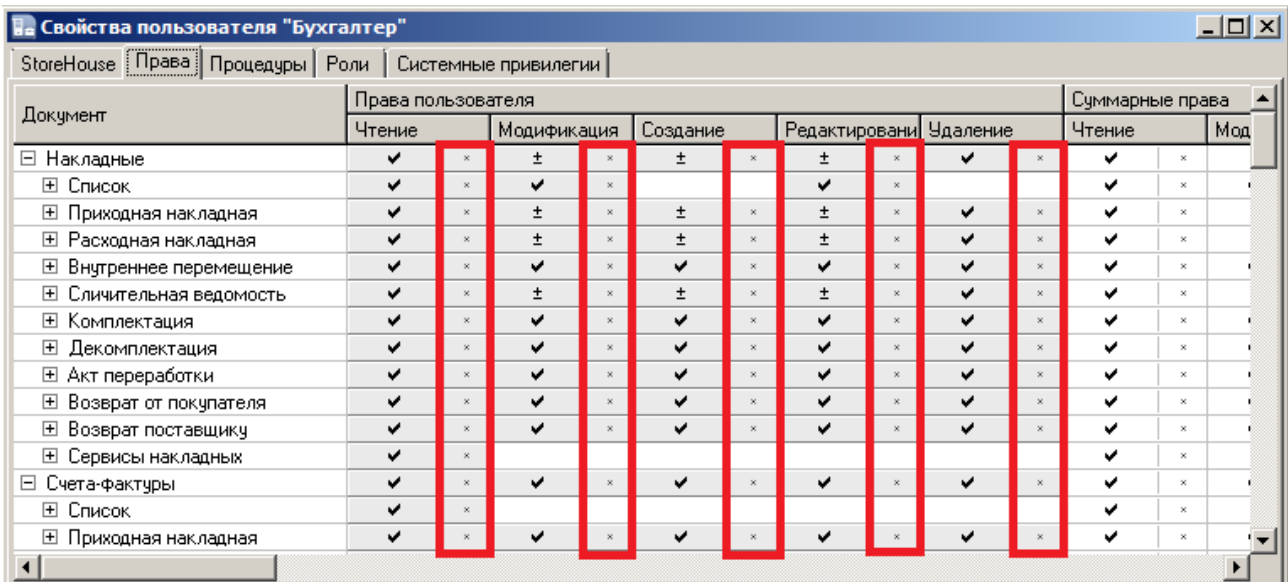 Свойства пользователя "Бухгалтер"
StoreHouse Права Процедуры Роли Системные привилегии
Документ Права пользователя Суммарные права
Чтение Модификация Создание Редактировани Удаление Чтение Мод
Накладные ✔ × ± × ± × ± × ✔ × ✔ ×
Список ✔ × ✔ × ✔ × ✔ ×
Приходная накладная ✔ × ± × ± × ± × ✔ × ✔ ×
Расходная накладная ✔ × ± × ± × ± × ✔ × ✔ ×
Внутреннее перемещение ✔ × ✔ × ✔ × ✔ × ✔ × ✔ ×
Сличительная ведомость ✔ × ± × ± × ± × ✔ × ✔ ×
Комплектация ✔ × ✔ × ✔ × ✔ × ✔ × ✔ ×
Декомплектация ✔ × ✔ × ✔ × ✔ × ✔ × ✔ ×
Акт переработки ✔ × ✔ × ✔ × ✔ × ✔ × ✔ ×
Возврат от покупателя ✔ × ✔ × ✔ × ✔ × ✔ × ✔ ×
Возврат поставщику ✔ × ✔ × ✔ × ✔ × ✔ × ✔ ×
Сервисы накладных ✔ × ✔ ×
Счета-фактуры ✔ × ✔ × ✔ × ✔ × ✔ × ✔ ×
Список ✔ × ✔ ×
Приходная накладная ✔ × ✔ × ✔ × ✔ × ✔ × ✔ ×